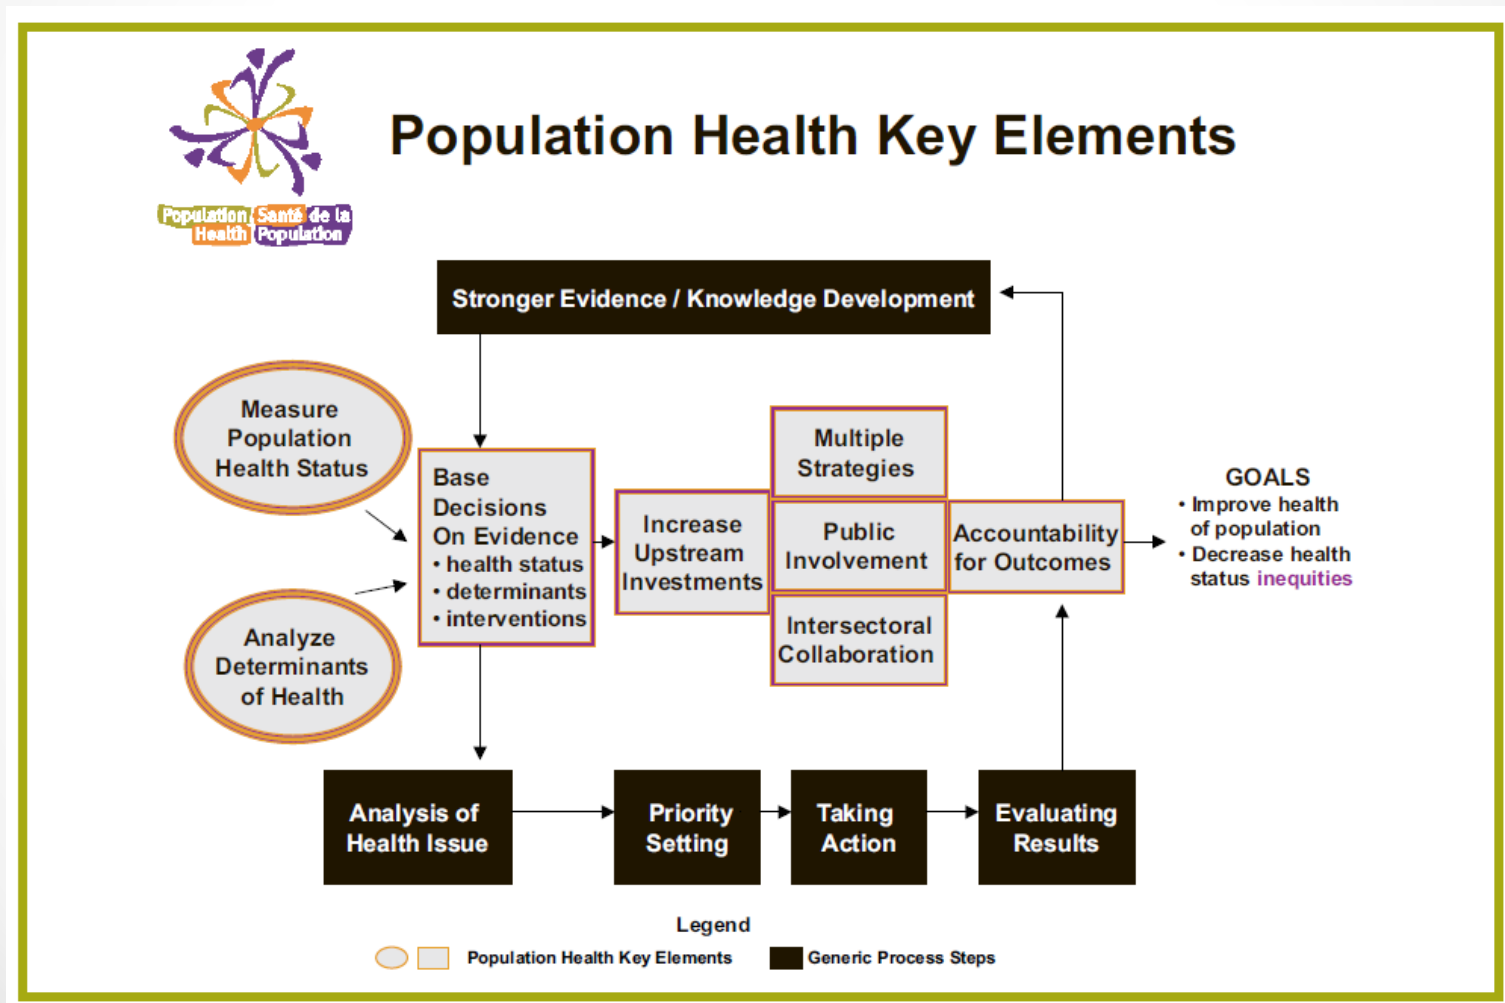 Population Santé de la
Health Population
Population Health Key Elements
Stronger Evidence / Knowledge Development
Measure
Population
Health Status
Analyze
Determinants
of Health
Base
Decisions
On Evidence
• health status
• determinants
• interventions
Increase
Upstream
Investments
Multiple
Strategies
Public
Involvement
Intersectoral
Collaboration
Accountability
for Outcomes
GOALS
• Improve health
of population
• Decrease health
status inequities
Analysis of
Health Issue
Priority
Setting
Taking
Action
Evaluating
Results
Legend
Population Health Key Elements
Generic Process Steps